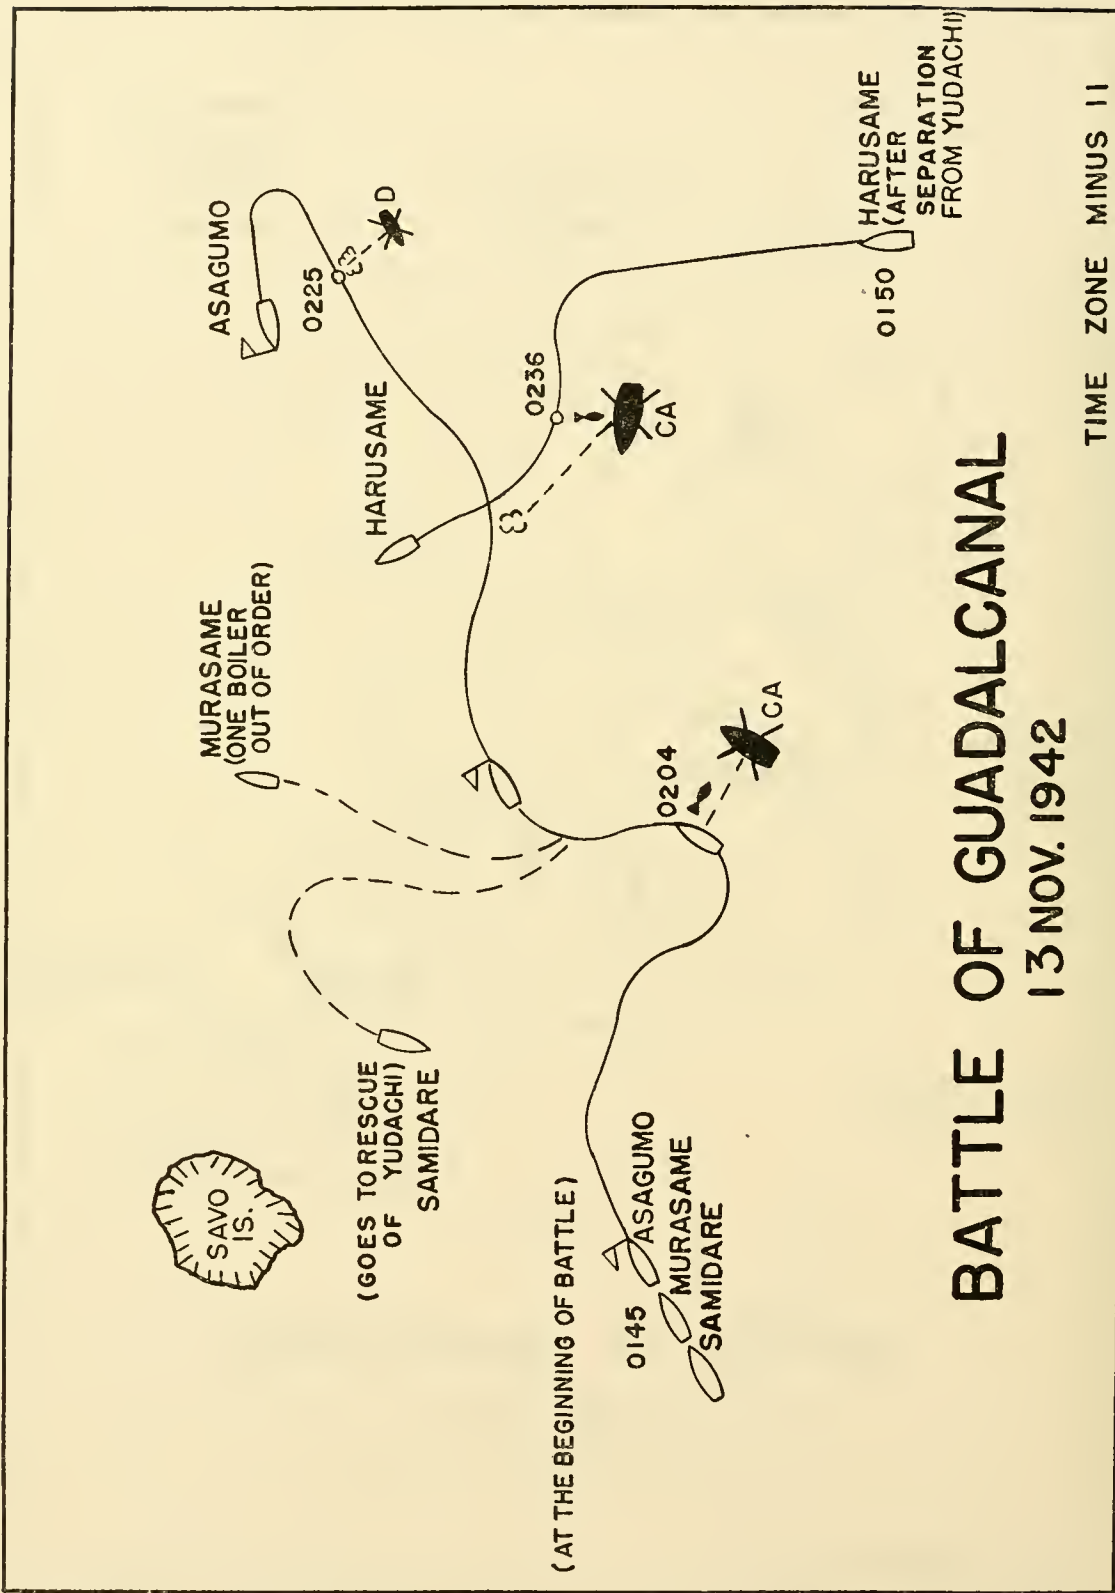 SAVO
IS.
(GOES TO RESCUE
OF YUDACHI)
SAMIDARE
MURASAME
(ONE BOILER
OUT OF ORDER)
ASAGUMO
0225
D
HARUSAME
0236
CA
(AT THE BEGINNING OF BATTLE)
0145
ASAGUMO
MURASAME
SAMIDARE
0204
CA
0150
HARUSAME
(AFTER
SEPARATION
FROM YUDACHI)
BATTLE OF GUADALCANAL
13 NOV. 1942
TIME ZONE MINUS 11